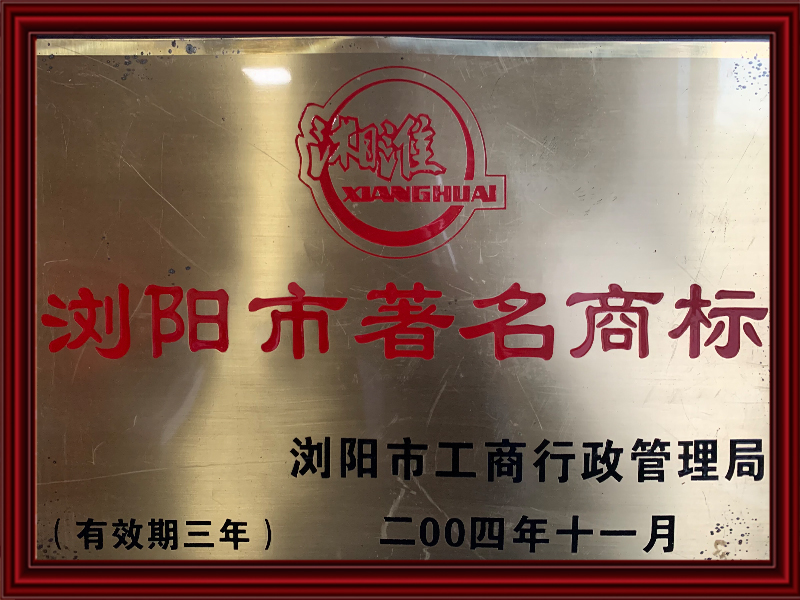 湘淮
XIANGHUAI
浏阳市著名商标
浏阳市工商行政管理局
(有效期三年)
二00四年十一月